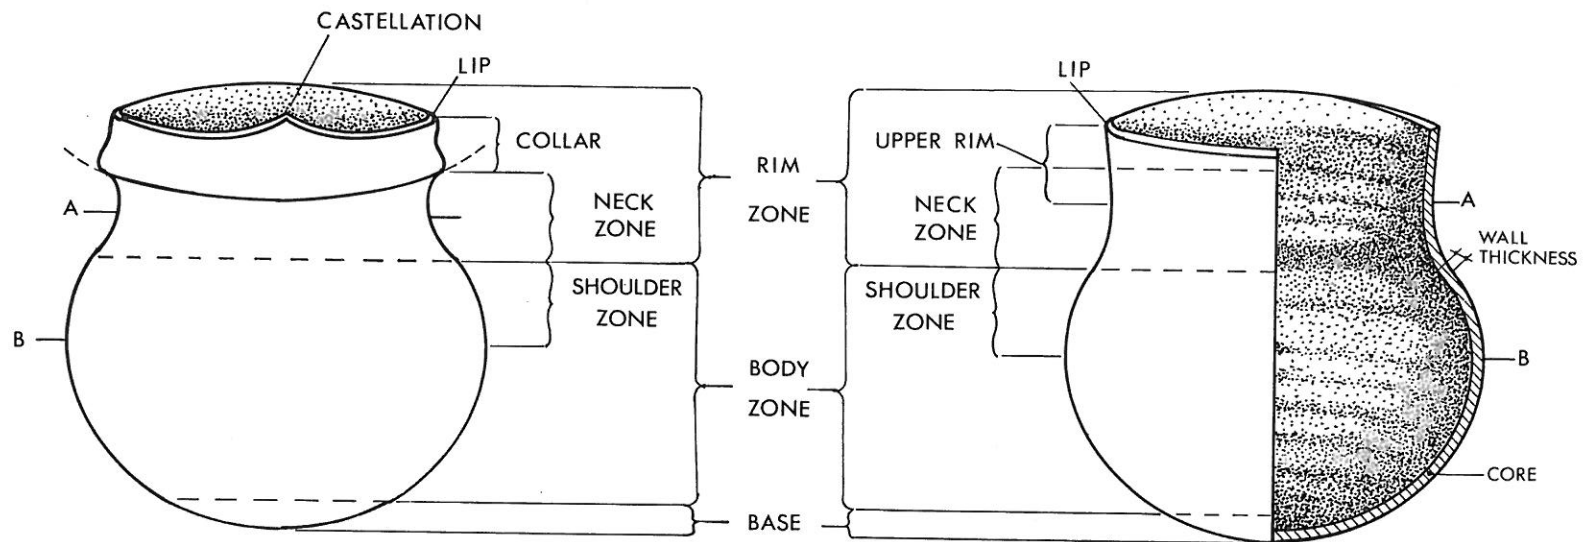 CASTELLATION
LIP
COLLAR
A
NECK
ZONE
SHOULDER
ZONE
B
RIM
ZONE
BODY
ZONE
BASE
LIP
UPPER RIM
NECK
ZONE
SHOULDER
ZONE
A
WALL
THICKNESS
B
CORE